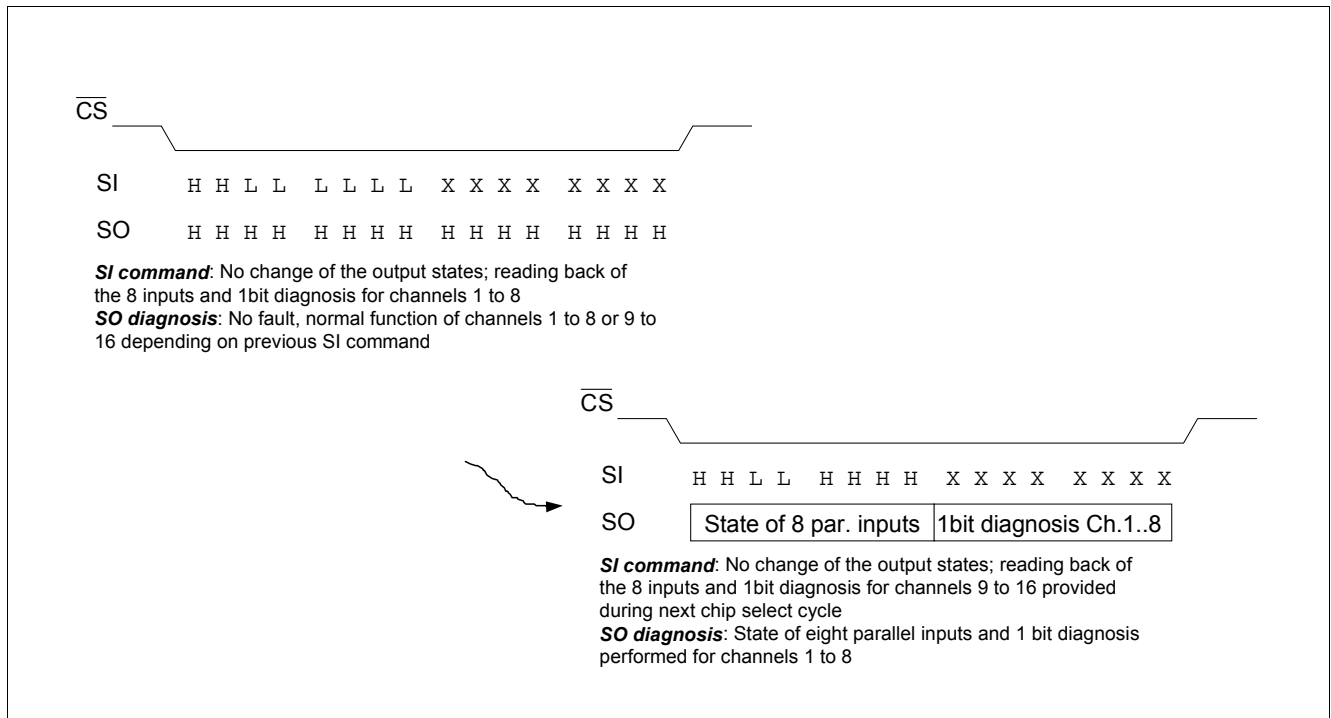 CS
SI H H L L L L L L X X X X X X X X
SO H H H H H H H H H H H H H H H H
SI command: No change of the output states; reading back of
the 8 inputs and 1bit diagnosis for channels 1 to 8
SO diagnosis: No fault, normal function of channels 1 to 8 or 9 to
16 depending on previous SI command
CS
SI H H L L H H H H X X X X X X X X
SO State of 8 par. inputs 1bit diagnosis Ch.1..8
SI command: No change of the output states; reading back of
the 8 inputs and 1bit diagnosis for channels 9 to 16 provided
during next chip select cycle
SO diagnosis: State of eight parallel inputs and 1 bit diagnosis
performed for channels 1 to 8